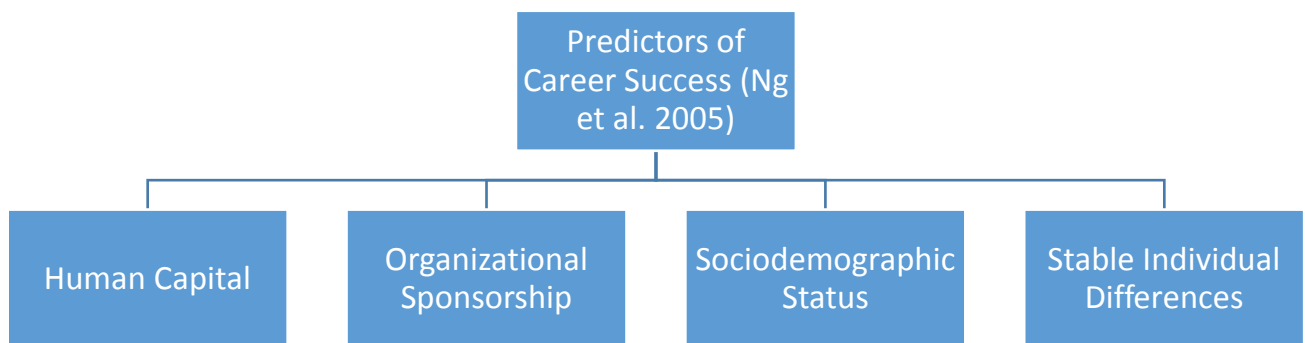 Predictors of
Career Success (Ng
et al. 2005)
Human Capital
Organizational
Sponsorship
Sociodemographic
Status
Stable Individual
Differences